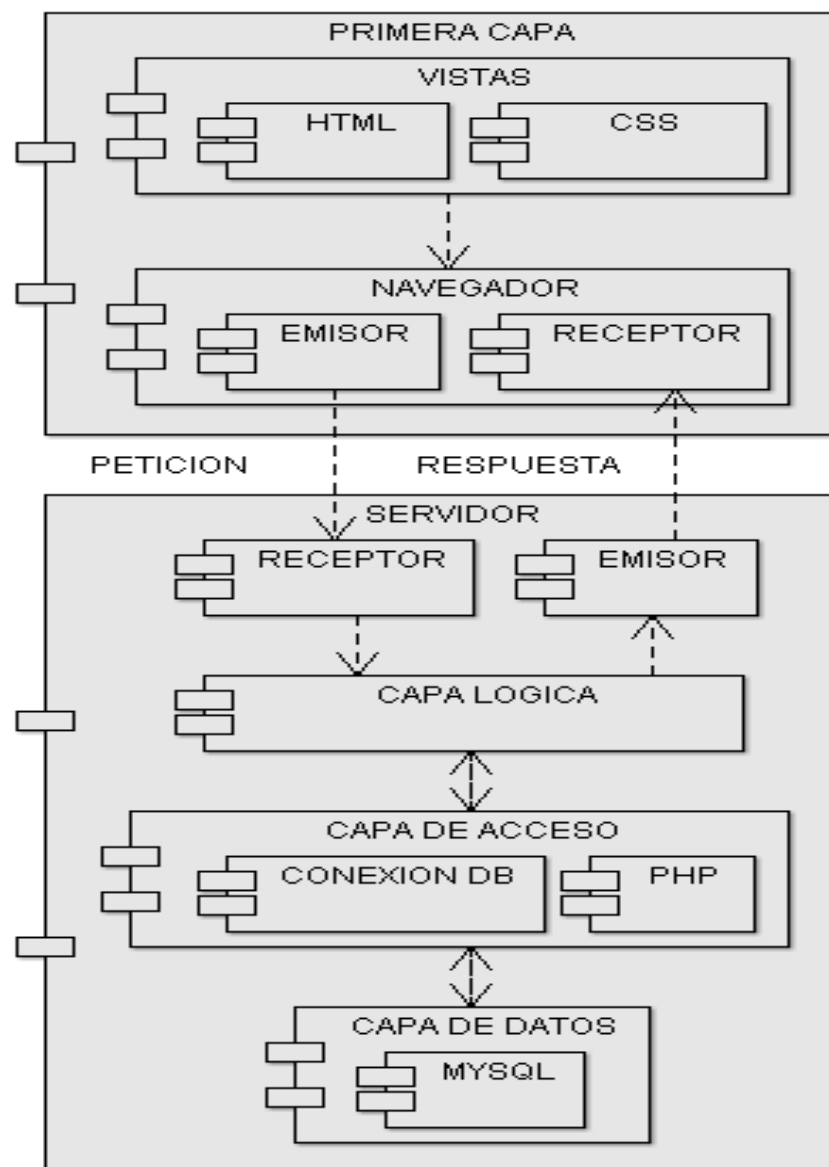 PRIMERA CAPA
VISTAS
HTML
CSS
NAVEGADOR
EMISOR
RECEPTOR
PETICION
RESPUESTA
SERVIDOR
RECEPTOR
EMISOR
CAPA LOGICA
CAPA DE ACCESO
CONEXION DB
PHP
CAPA DE DATOS
MYSQL